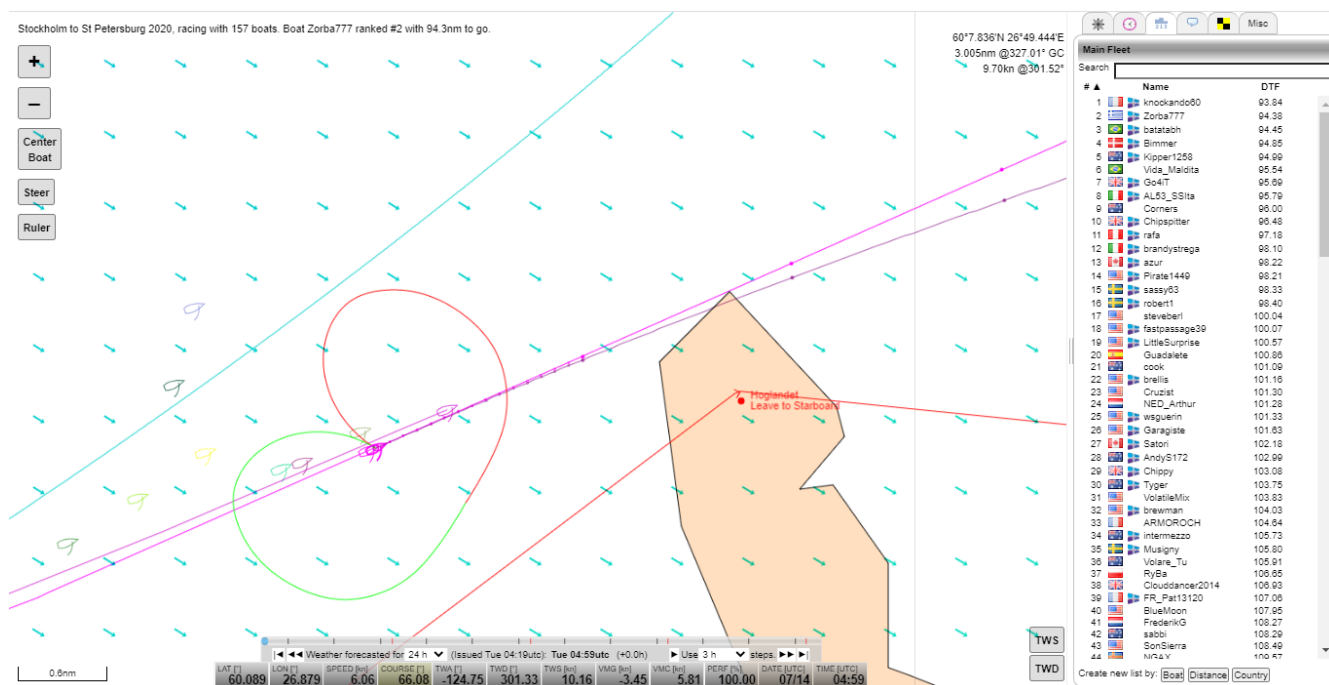 Stockholm to St Petersburg 2020, racing with 157 boats. Boat Zorba777 ranked #2 with 94.3nm to go.
60°7.836'N 26°49.444'E
3.005nm @327.01° GC
9.70kn @301.52°
+
–
Center
Boat
Steer
Ruler
Hoglandet
Leave to Starboard
0.6nm
TWS
TWD
|◀ ◀◀ Weather forecasted for 24 h (Issued Tue 04:19utc): Tue 04:59utc (+0.0h) ▶ Use 3 h steps. ▶▶ ▶|
LAT [°] LON [°] SPEED [kn] COURSE [°] TWA [°] TWD [°] TWS [kn] VMG [kn] VMC [kn] PERF [%] DATE [UTC] TIME [UTC]
60.089 26.879 6.06 66.08 -124.75 301.33 10.16 -3.45 5.81 100.00 07/14 04:59
Misc
Main Fleet
Search
# ▲ Name DTF
1 knockando60 93.84
2 Zorba777 94.38
3 batatabh 94.45
4 Bimmer 94.85
5 Kipper1258 94.99
6 Vida_Maldita 95.54
7 Go4iT 95.69
8 AL53_SSIta 95.79
9 Corners 96.00
10 Chipspitter 96.48
11 rafa 97.18
12 brandystrega 98.10
13 azur 98.22
14 Pirate1449 98.21
15 sassy63 98.33
16 robert1 98.40
17 steveberl 100.04
18 fastpassage39 100.07
19 LittleSurprise 100.57
20 Guadalete 100.86
21 cook 101.09
22 brellis 101.16
23 Cruzist 101.30
24 NED_Arthur 101.28
25 wsguerin 101.33
26 Garagiste 101.63
27 Satori 102.18
28 AndyS172 102.99
29 Chippy 103.08
30 Tyger 103.75
31 VolatileMix 103.83
32 brewman 104.03
33 ARMOROCH 104.64
34 intermezzo 105.73
35 Musigny 105.80
36 Volare_Tu 105.91
37 RyBa 106.65
38 Clouddancer2014 106.93
39 FR_Pat13120 107.06
40 BlueMoon 107.95
41 FrederikG 108.27
42 sabbi 108.29
43 SonSierra 108.49
44 NGAX 109.57
Create new list by: Boat Distance Country